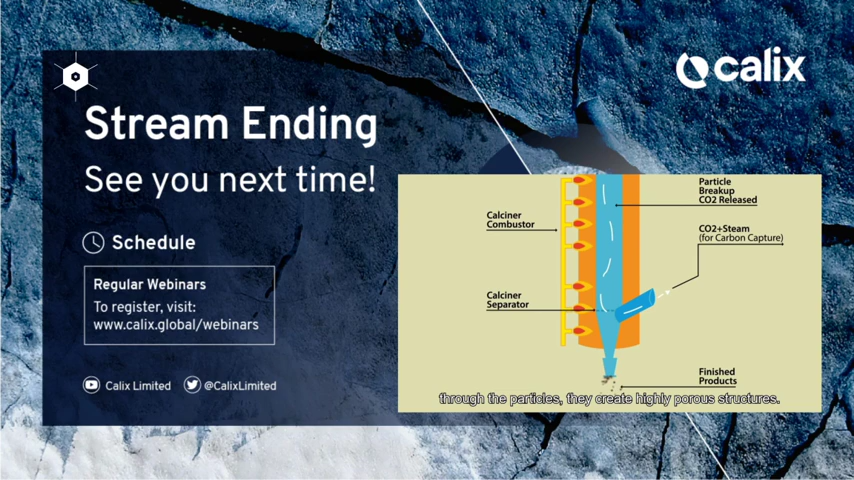 calix
Stream Ending
See you next time!
Schedule
Regular Webinars
To register, visit:
www.calix.global/webinars
Calix Limited
@CalixLimited
Particle
Breakup
CO2 Released
Calciner
Combustor
CO2+Steam
(for Carbon Capture)
Calciner
Separator
Finished
Products
through the particles, they create highly porous structures.